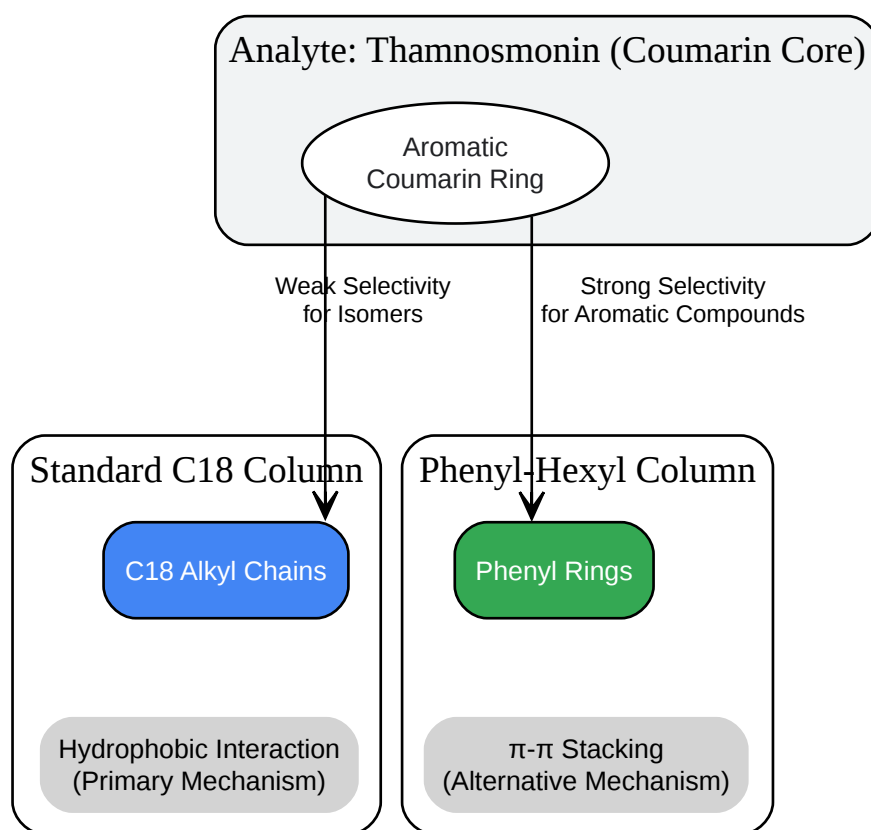 Analyte: Thamnosmonin (Coumarin Core)
Aromatic
Coumarin Ring
Weak Selectivity
for Isomers
Strong Selectivity
for Aromatic Compounds
Standard C18 Column
C18 Alkyl Chains
Hydrophobic Interaction
(Primary Mechanism)
Phenyl-Hexyl Column
Phenyl Rings
π-π Stacking
(Alternative Mechanism)